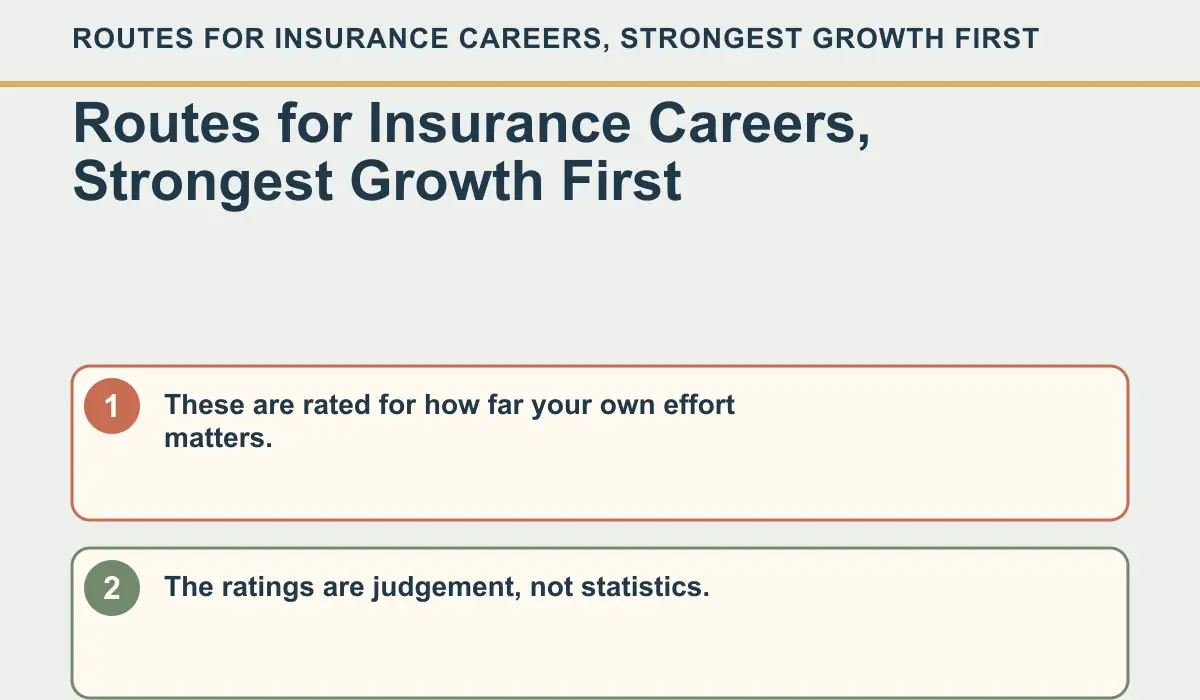 ROUTES FOR INSURANCE CAREERS, STRONGEST GROWTH FIRST
Routes for Insurance Careers,
Strongest Growth First
1
These are rated for how far your own effort
matters.
2
The ratings are judgement, not statistics.